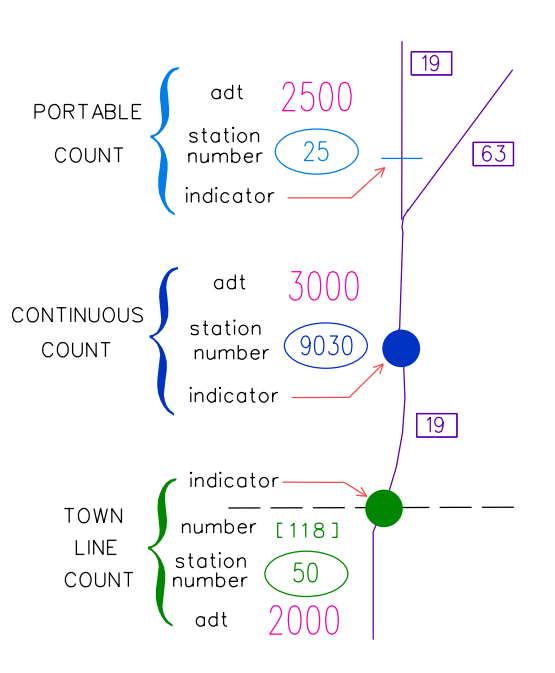 19
adt 2500
PORTABLE
station
63
COUNT
number 25
indicator
adt 3000
CONTINUOUS
station
COUNT
number 9030
indicator
19
indicator
TOWN
number [118]
LINE
station
COUNT
number 50
adt 2000